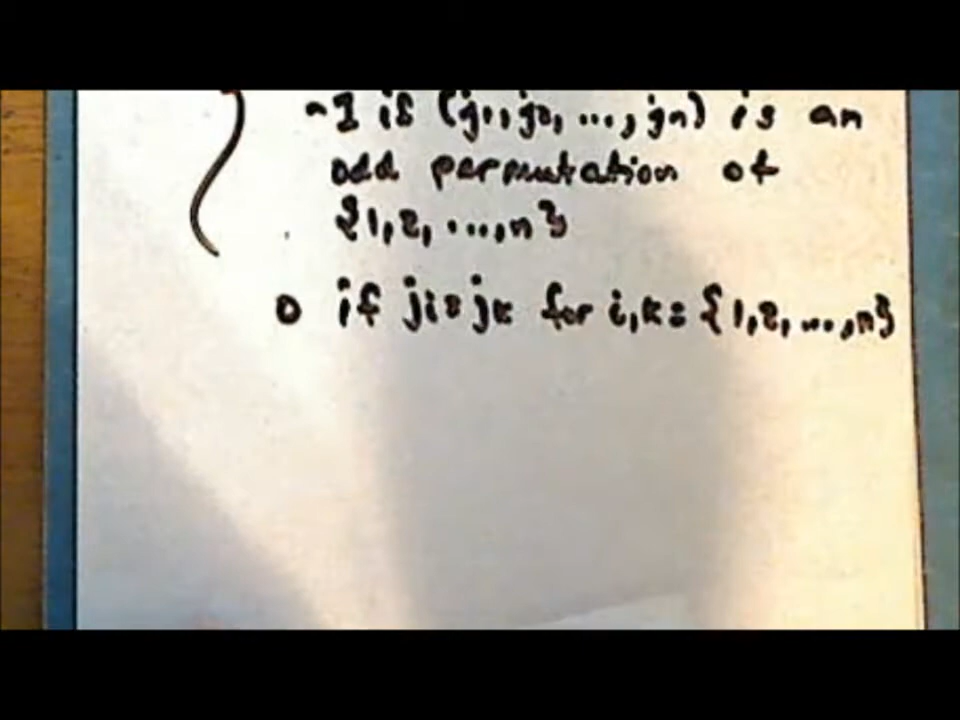 -1 if (j1, j2, ..., jn) is an
odd permutation of
{1, 2, ..., n}
0 if ji = jk for i, k = {1, 2, ..., n}